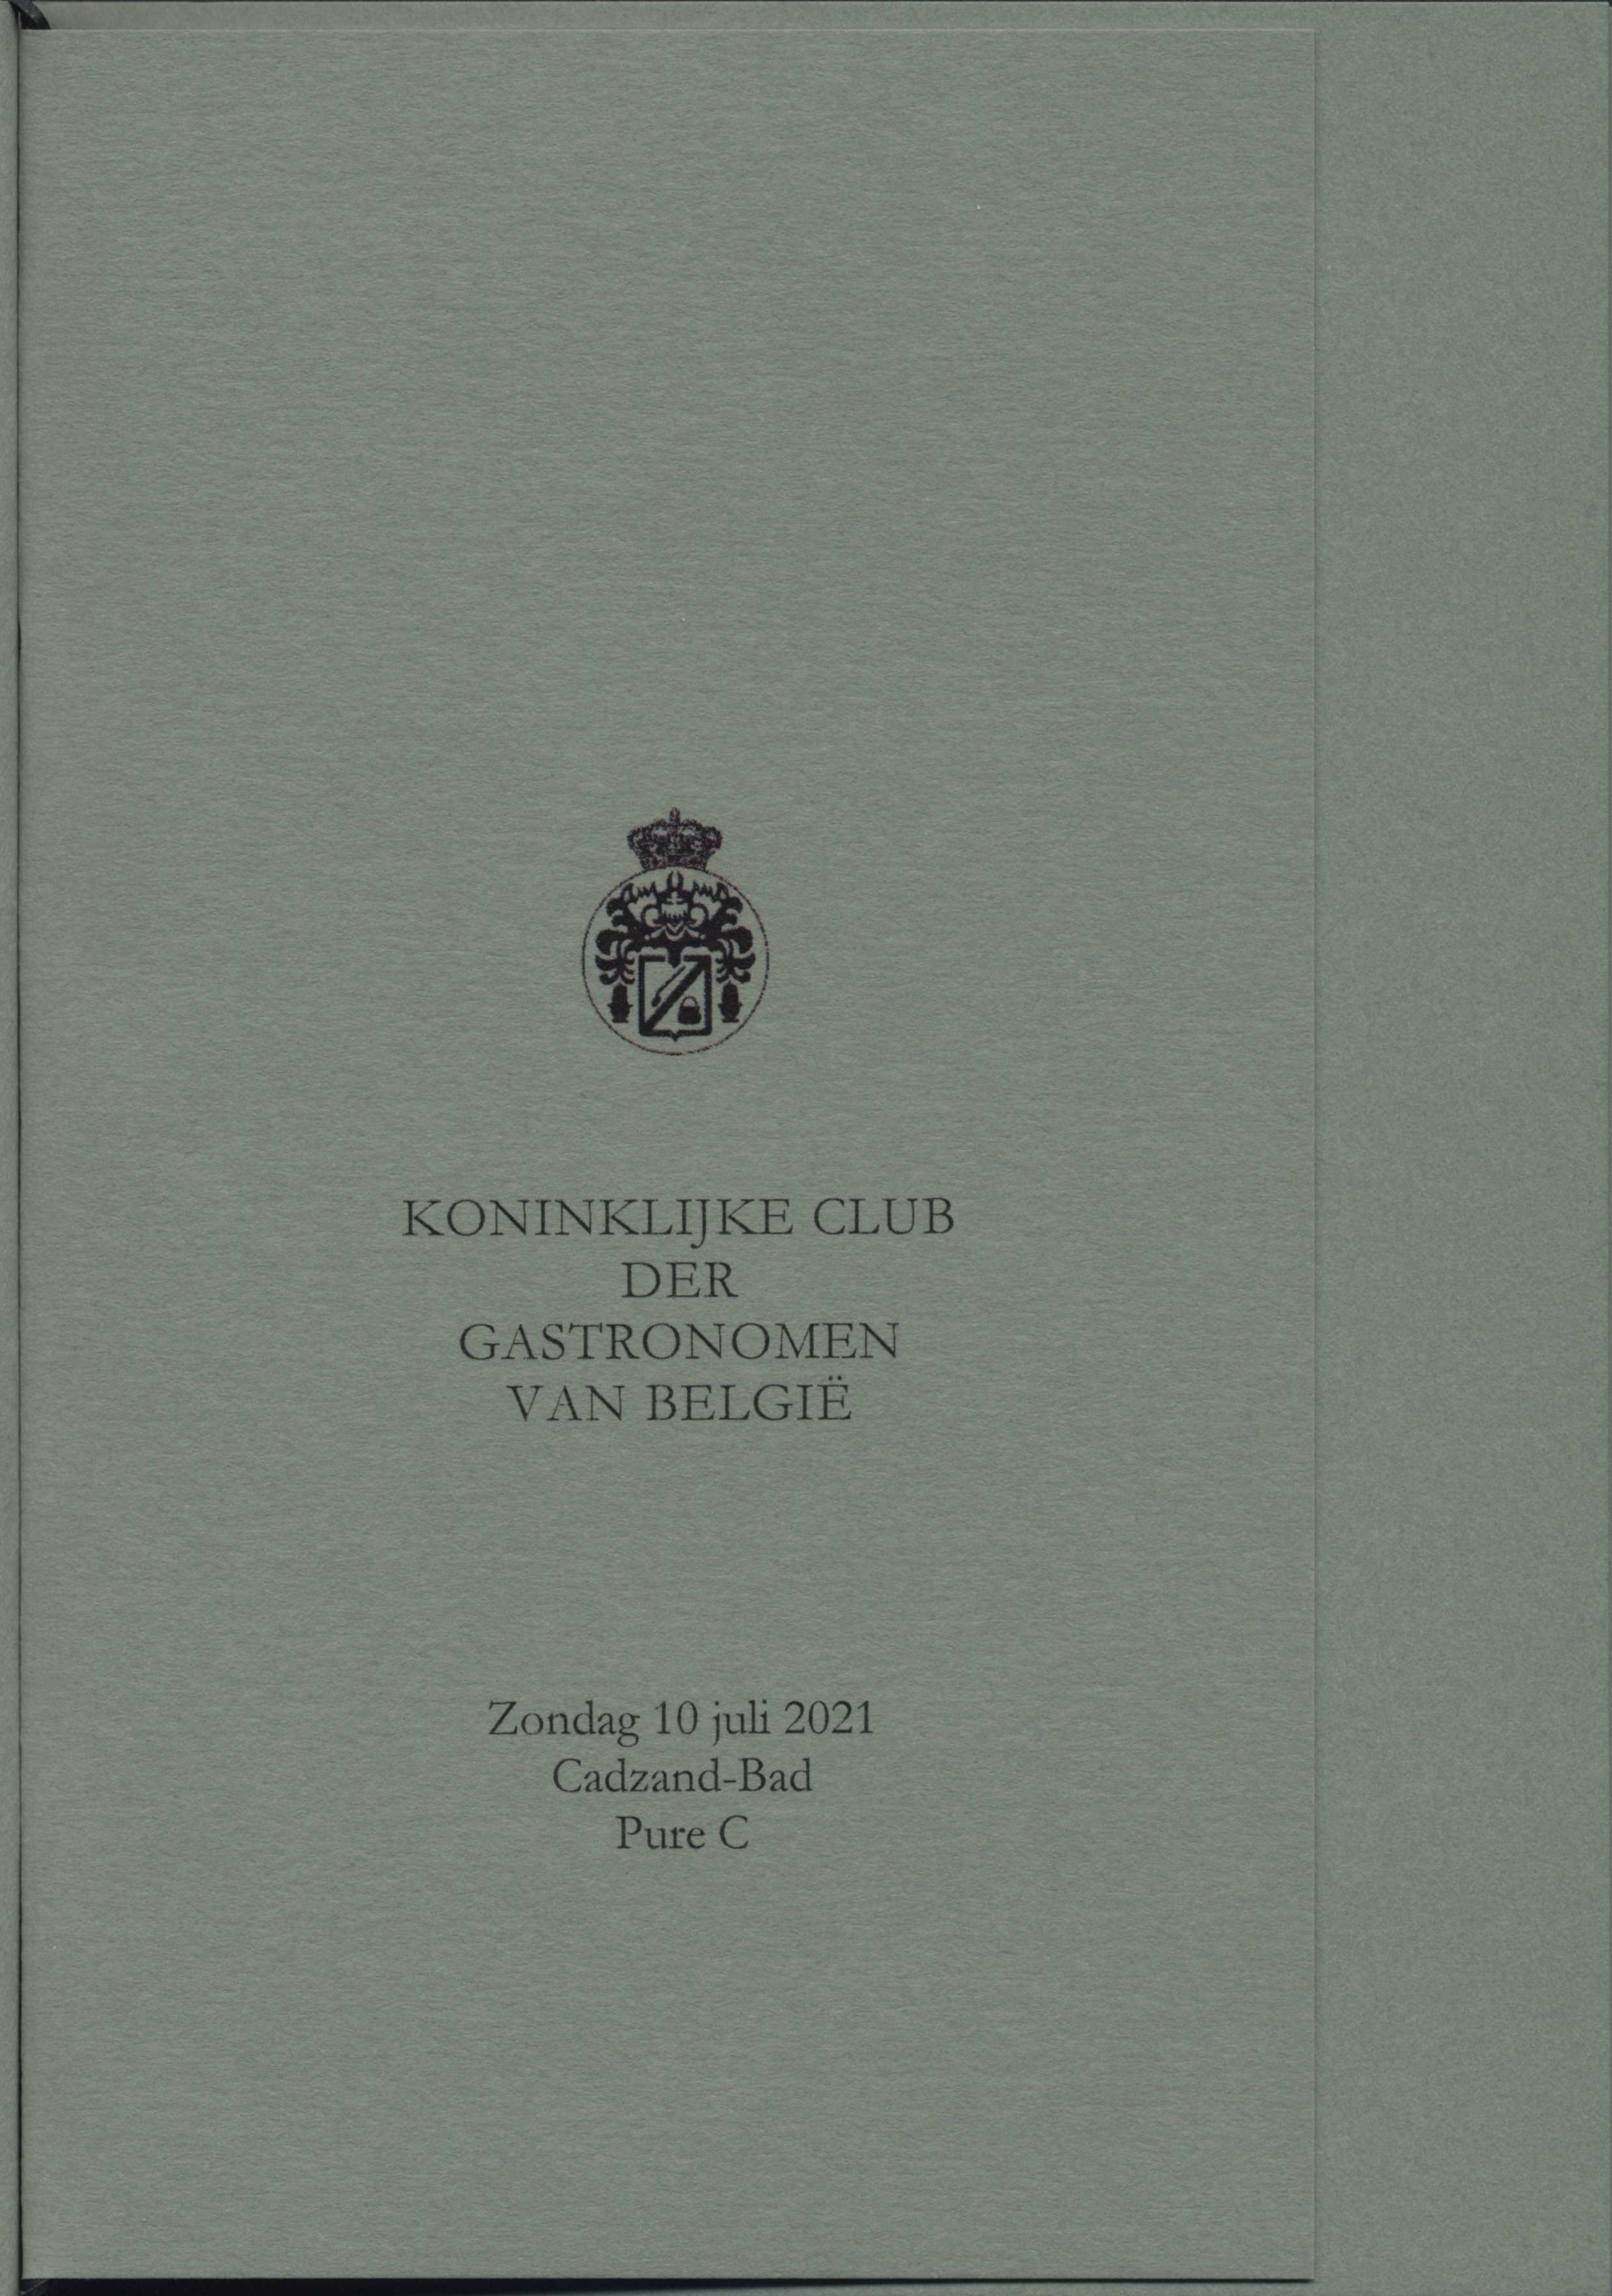 KONINKLIJKE CLUB
DER
GASTRONOMEN
VAN BELGIË
Zondag 10 juli 2021
Cadzand-Bad
Pure C